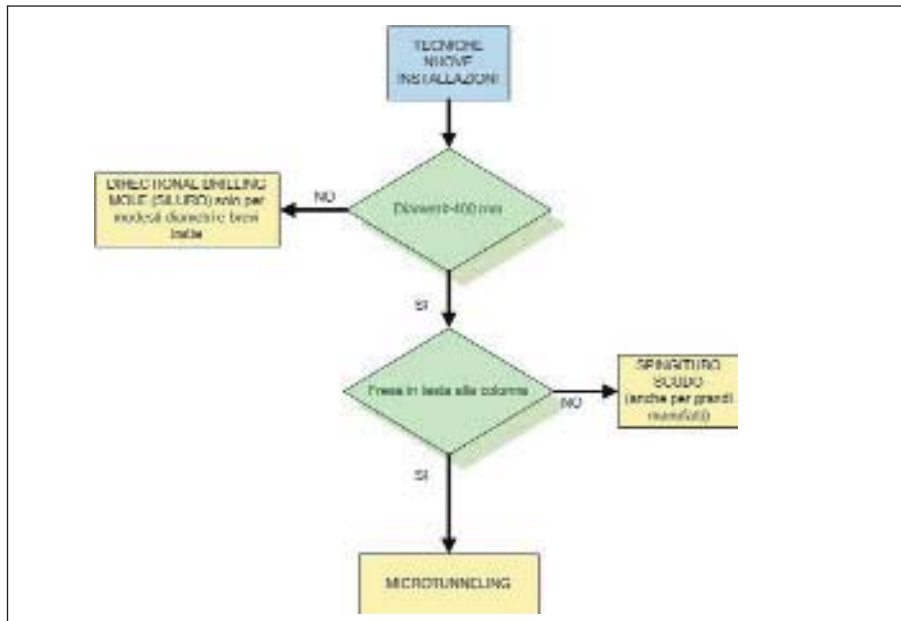 TECNICHE
NUOVE
INSTALLAZIONI
DIRECTIONAL DRILLING
MOLE (SILURO) solo per
modesti diametri e brevi
tratte
NO
Diametri>400 mm
SI
Fresa in testa alla colonna
NO
SPINGITUBO
SCUDO
(anche per grandi
manufatti)
SI
MICROTUNNELING